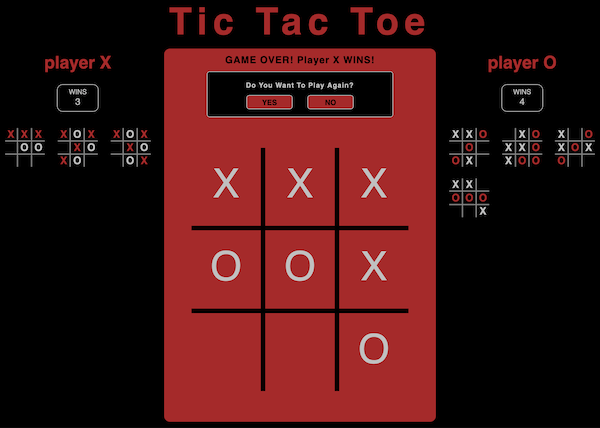 Tic Tac Toe
player X
WINS
3
X X X
O O
X O X
X O
X O
X O X
X O
O X
GAME OVER! Player X WINS!
Do You Want To Play Again?
YES
NO
X X X
O O X
O
player O
WINS
4
X X O
O
O X
X O
X X O
X O X
X X
O O O
X